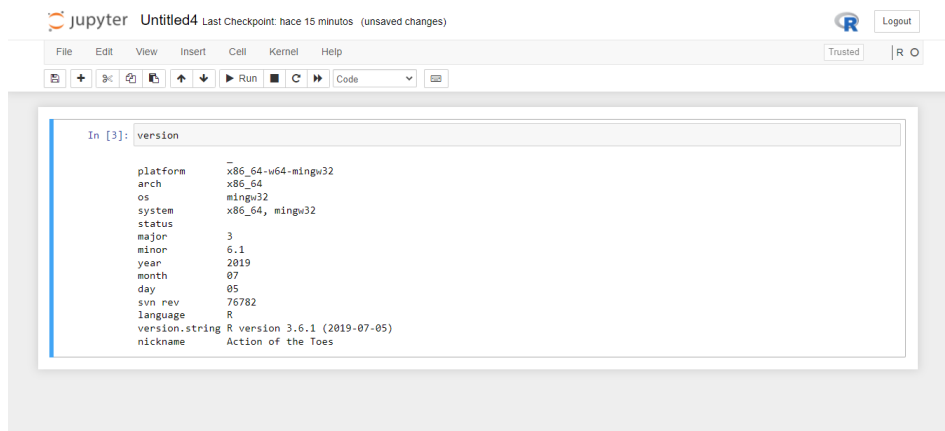 jupyter Untitled4 Last Checkpoint: hace 15 minutos (unsaved changes)
R Logout
File Edit View Insert Cell Kernel Help Trusted R
Run Code
In [3]: version
_
platform x86_64-w64-mingw32
arch x86_64
os mingw32
system x86_64, mingw32
status
major 3
minor 6.1
year 2019
month 07
day 05
svn rev 76782
language R
version.string R version 3.6.1 (2019-07-05)
nickname Action of the Toes